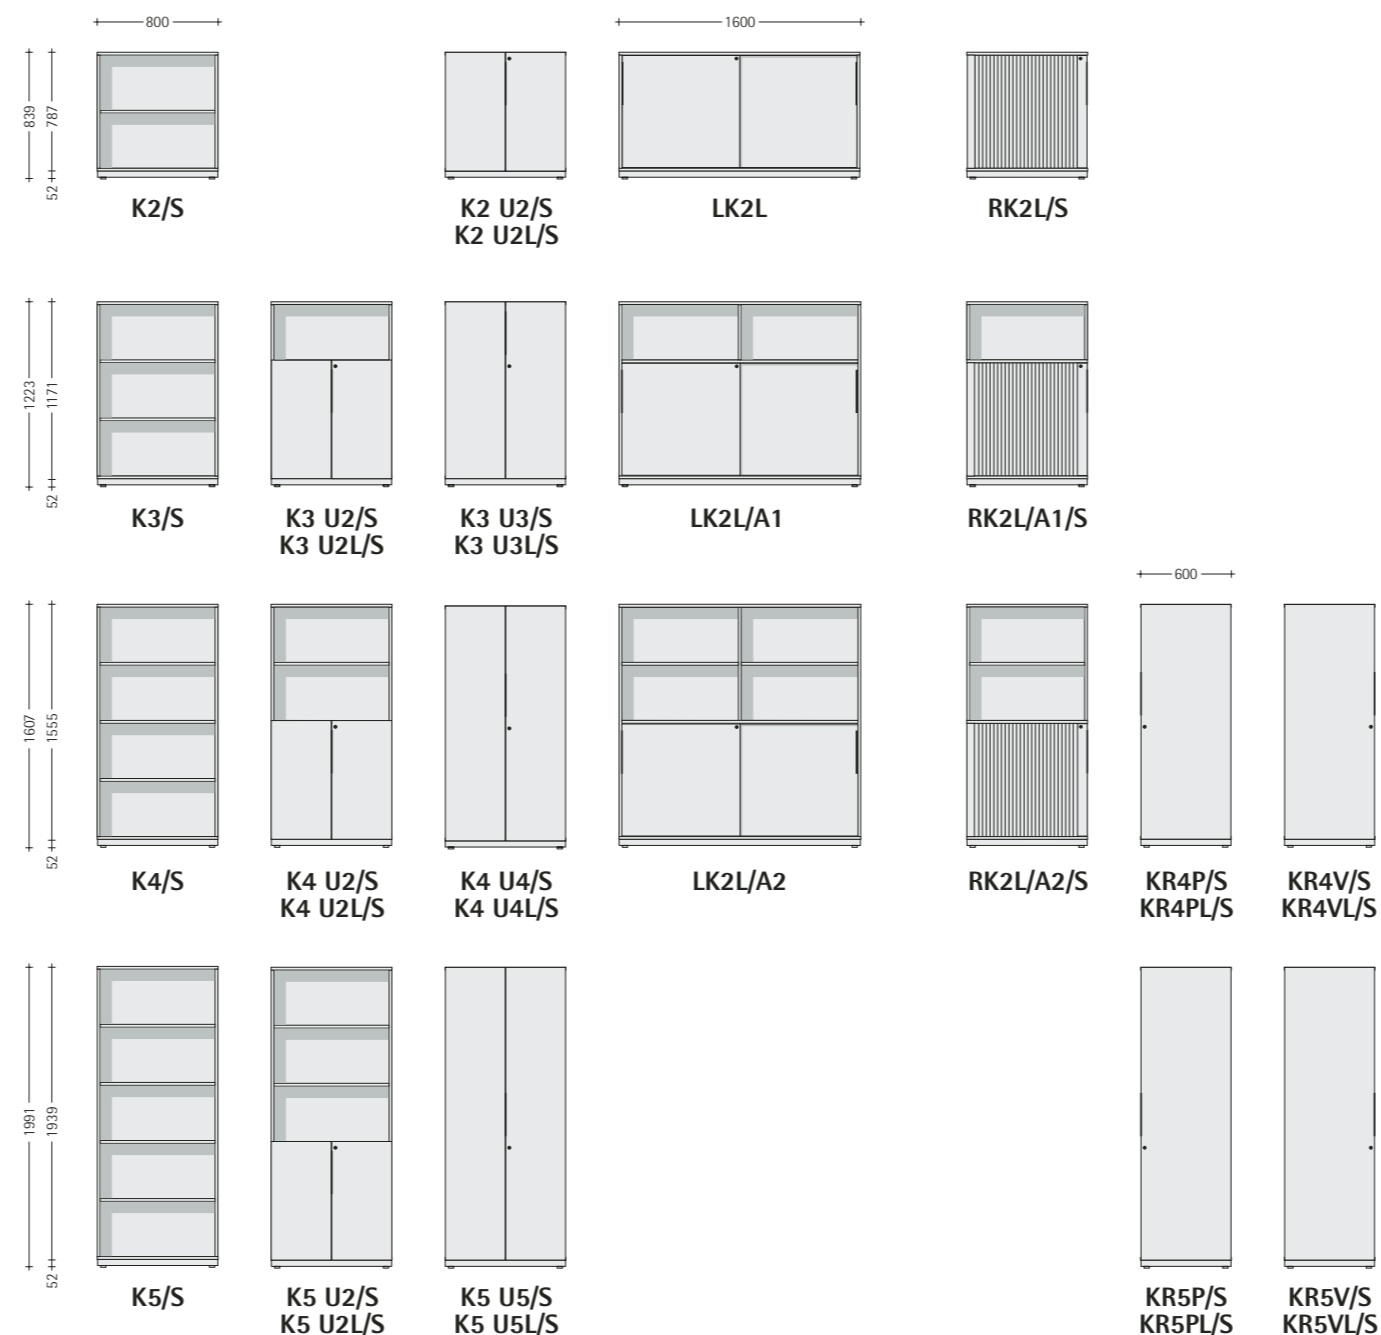 800
1600
839
787
52
K2/S
K2 U2/S
K2 U2L/S
LK2L
RK2L/S
1223
1171
52
K3/S
K3 U2/S
K3 U2L/S
K3 U3/S
K3 U3L/S
LK2L/A1
RK2L/A1/S
600
1607
1555
52
K4/S
K4 U2/S
K4 U2L/S
K4 U4/S
K4 U4L/S
LK2L/A2
RK2L/A2/S
KR4P/S
KR4PL/S
KR4V/S
KR4VL/S
1991
1939
52
K5/S
K5 U2/S
K5 U2L/S
K5 U5/S
K5 U5L/S
KR5P/S
KR5PL/S
KR5V/S
KR5VL/S